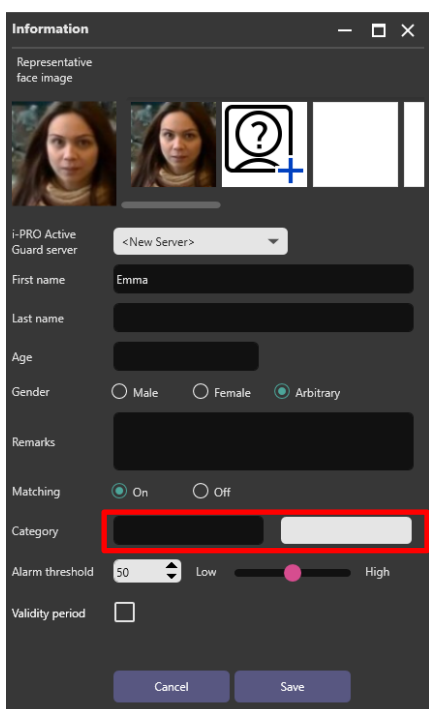 Information
Representative
face image
?
i-PRO Active
Guard server
<New Server>
First name
Emma
Last name
Age
Gender
Male
Female
Arbitrary
Remarks
Matching
On
Off
Category
Alarm threshold
50
Low
High
Validity period
Cancel
Save